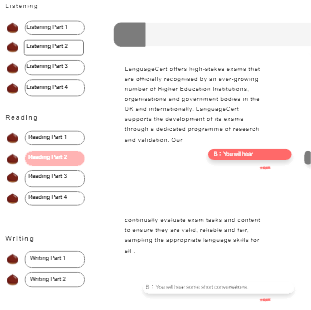 Listening
Listening Part 1
Listening Part 2
Listening Part 3
Listening Part 4
Reading
Reading Part 1
Reading Part 2
Reading Part 3
Reading Part 4
Writing
Writing Part 1
Writing Part 2
LanguageCert offers high-stakes exams that
are officially recognised by an ever-growing
number of Higher Education Institutions,
organisations and government bodies in the
UK and internationally. LanguageCert
supports the development of its exams
through a dedicated programme of research
and validation. Our
5.: You will hear
continually evaluate exam tasks and content
to ensure they are valid, reliable and fair,
sampling the appropriate language skills for
all .
5. : You will hear some short conversations.